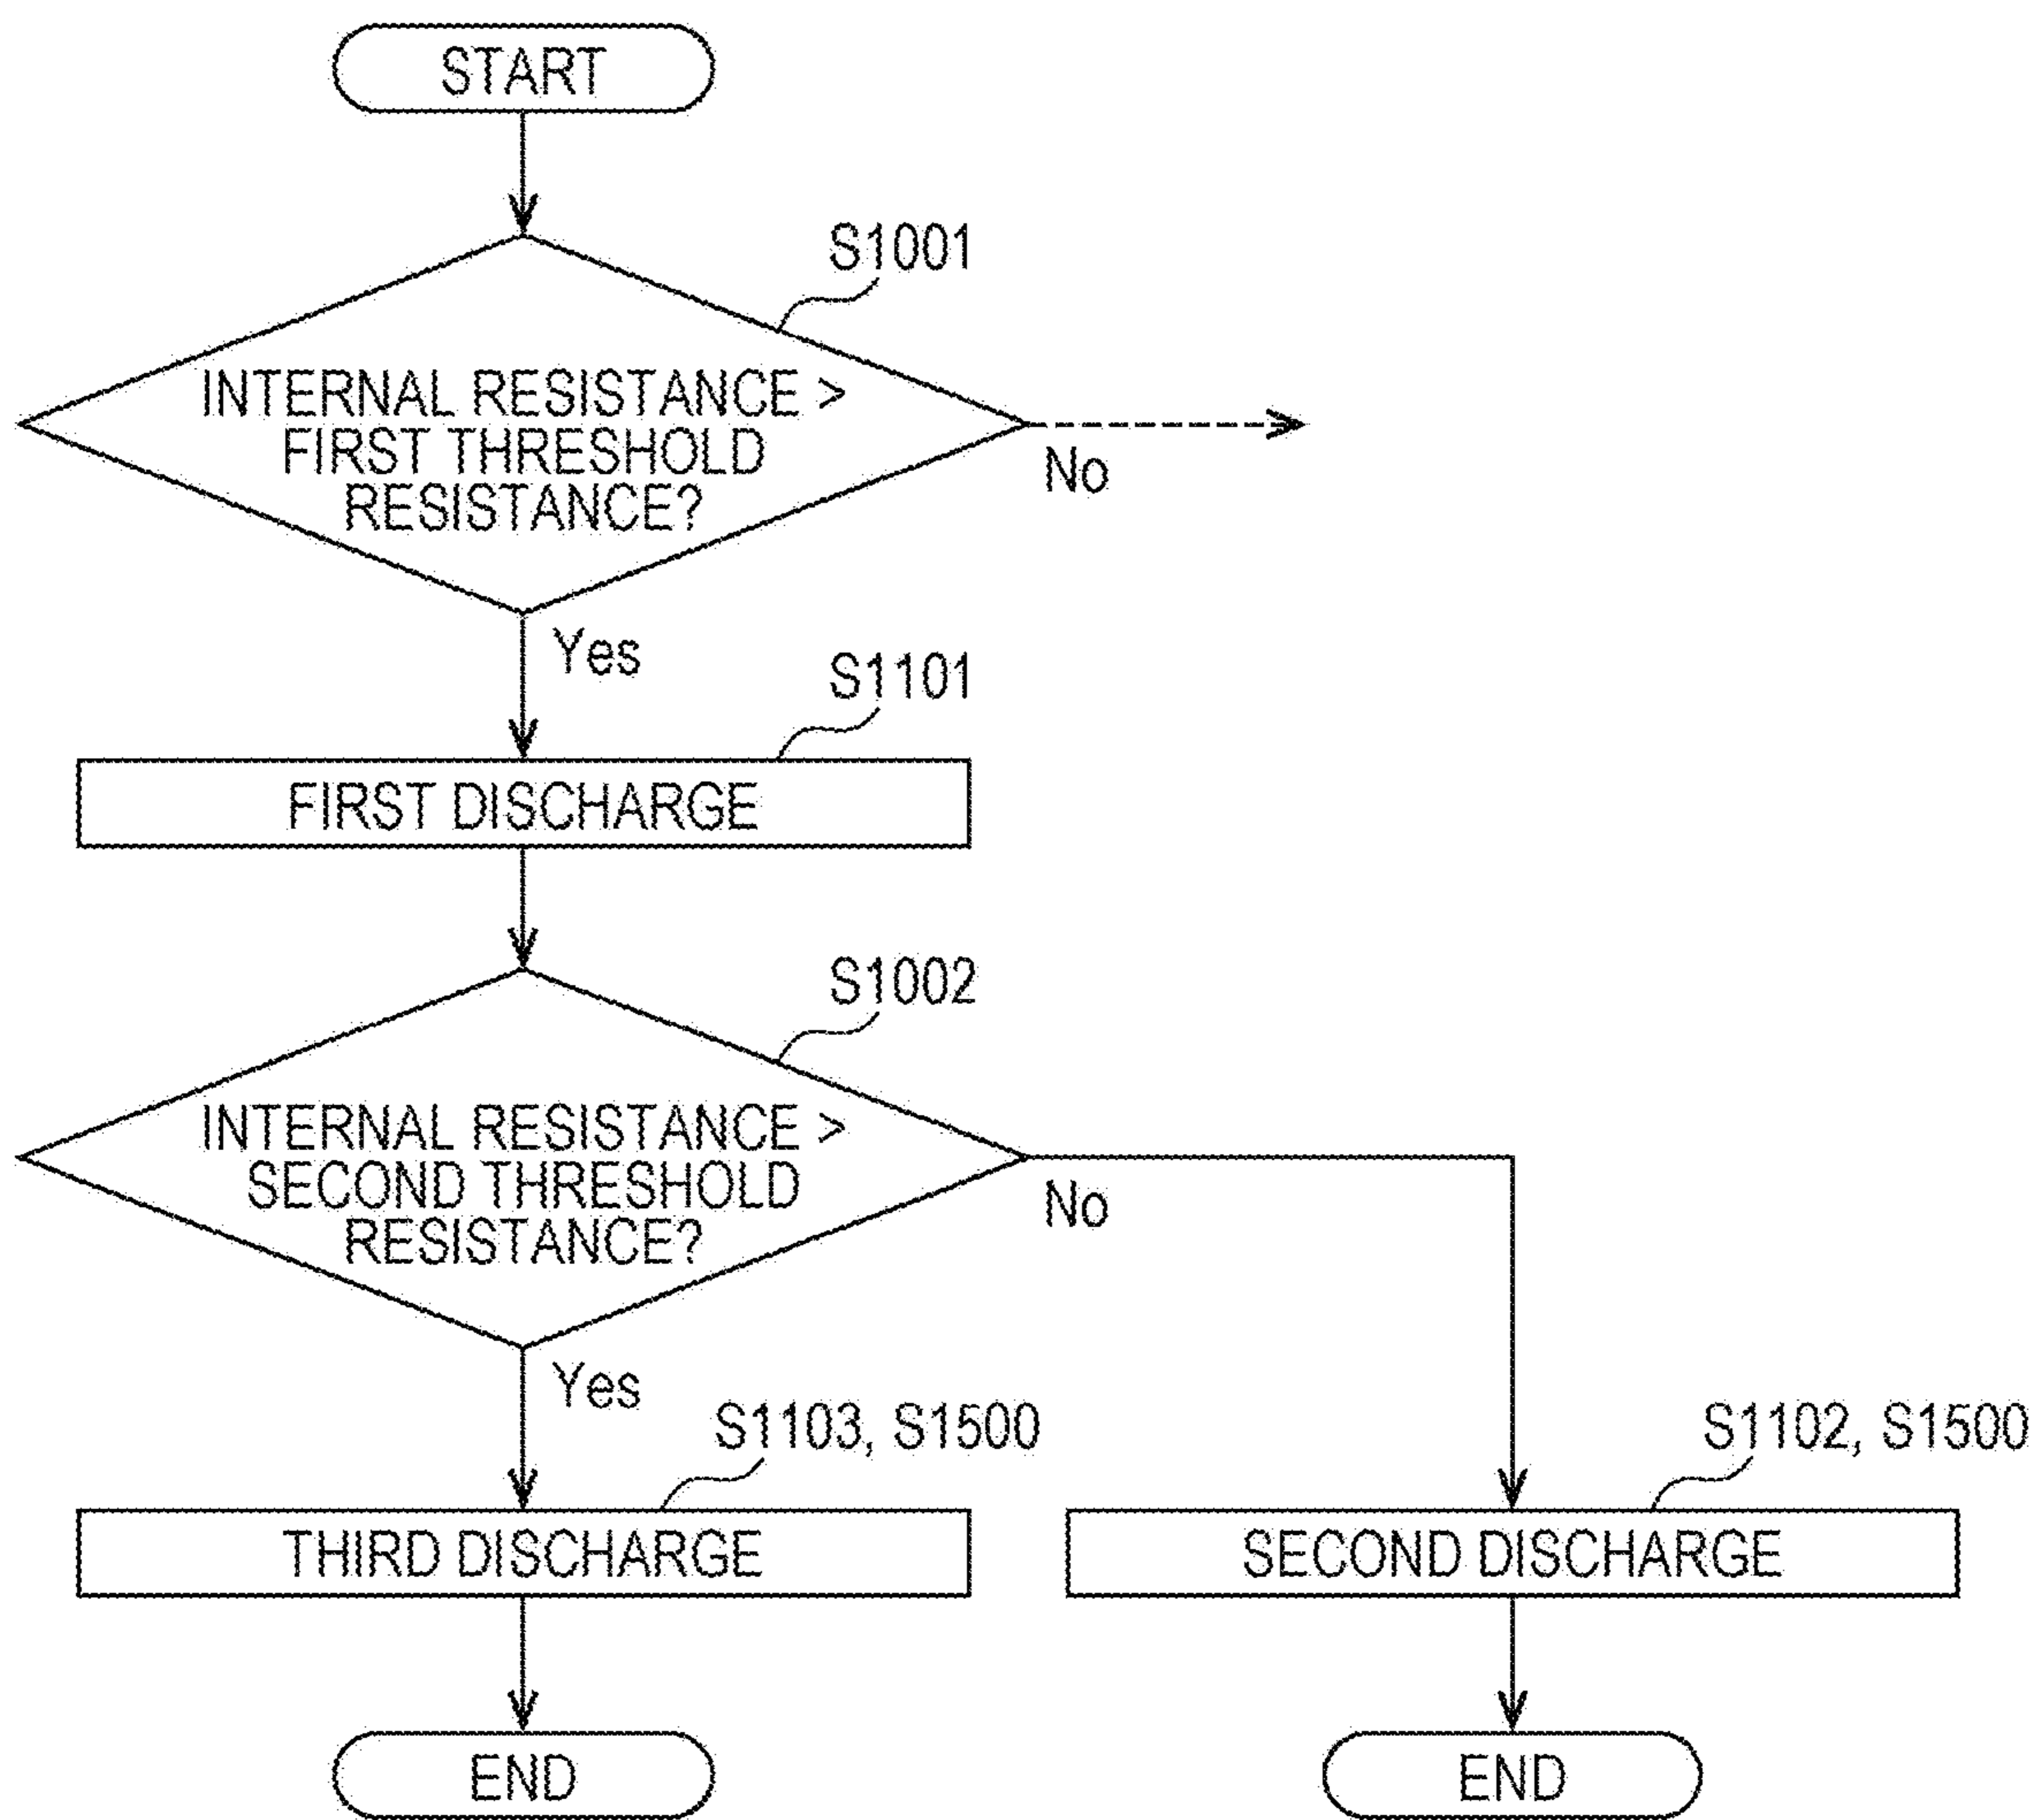 START
S1001
INTERNAL RESISTANCE >
FIRST THRESHOLD
RESISTANCE?
No
Yes
S1101
FIRST DISCHARGE
S1002
INTERNAL RESISTANCE >
SECOND THRESHOLD
RESISTANCE?
No
Yes
S1103, S1500
S1102, S1500
THIRD DISCHARGE
SECOND DISCHARGE
END
END